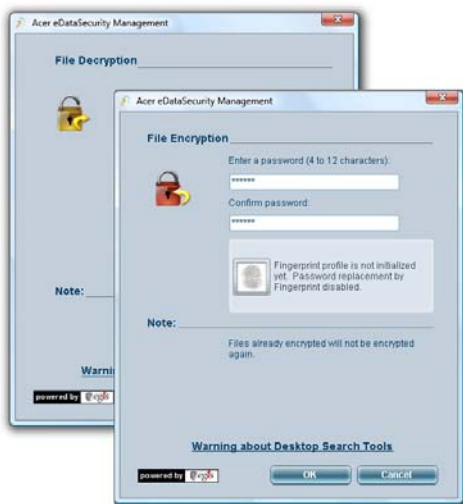 Acer eDataSecurity Management
File Decryption
Note:
Acer eDataSecurity Management
File Encryption
Enter a password (4 to 12 characters):
******
Confirm password:
******
Fingerprint profile is not initialized
yet. Password replacement by
Fingerprint disabled.
Note:
Files already encrypted will not be encrypted
again.
Warning about Desktop Search Tools
powered by
OK
Cancel
powered by